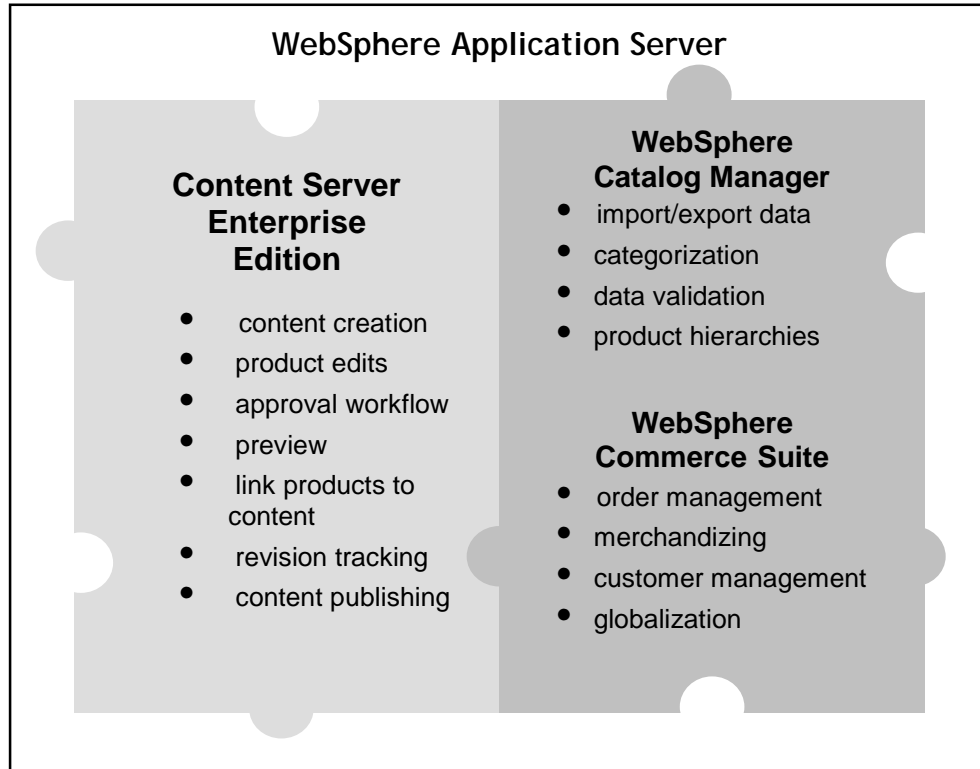 WebSphere Application Server
Content Server
Enterprise
Edition
• content creation
• product edits
• approval workflow
• preview
• link products to
content
• revision tracking
• content publishing
WebSphere
Catalog Manager
• import/export data
• categorization
• data validation
• product hierarchies
WebSphere
Commerce Suite
• order management
• merchandizing
• customer management
• globalization